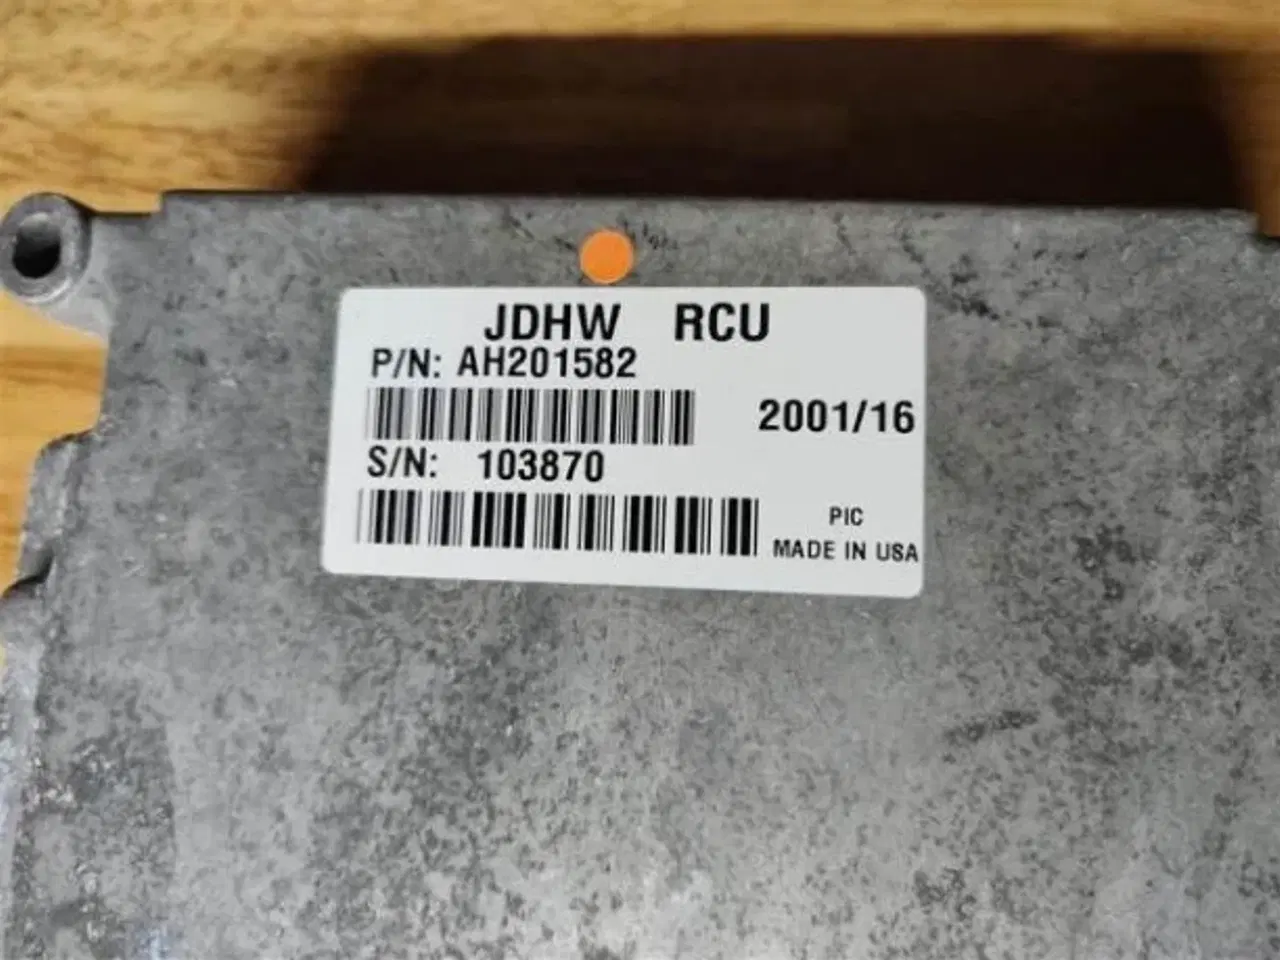 JDHW RCU
P/N: AH201582
2001/16
S/N: 103870
PIC
MADE IN USA